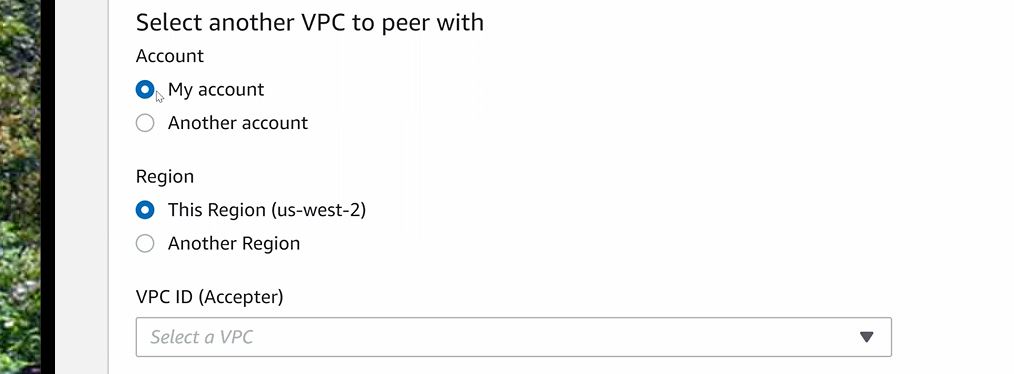 Select another VPC to peer with
Account
My account
Another account
Region
This Region (us-west-2)
Another Region
VPC ID (Accepter)
Select a VPC